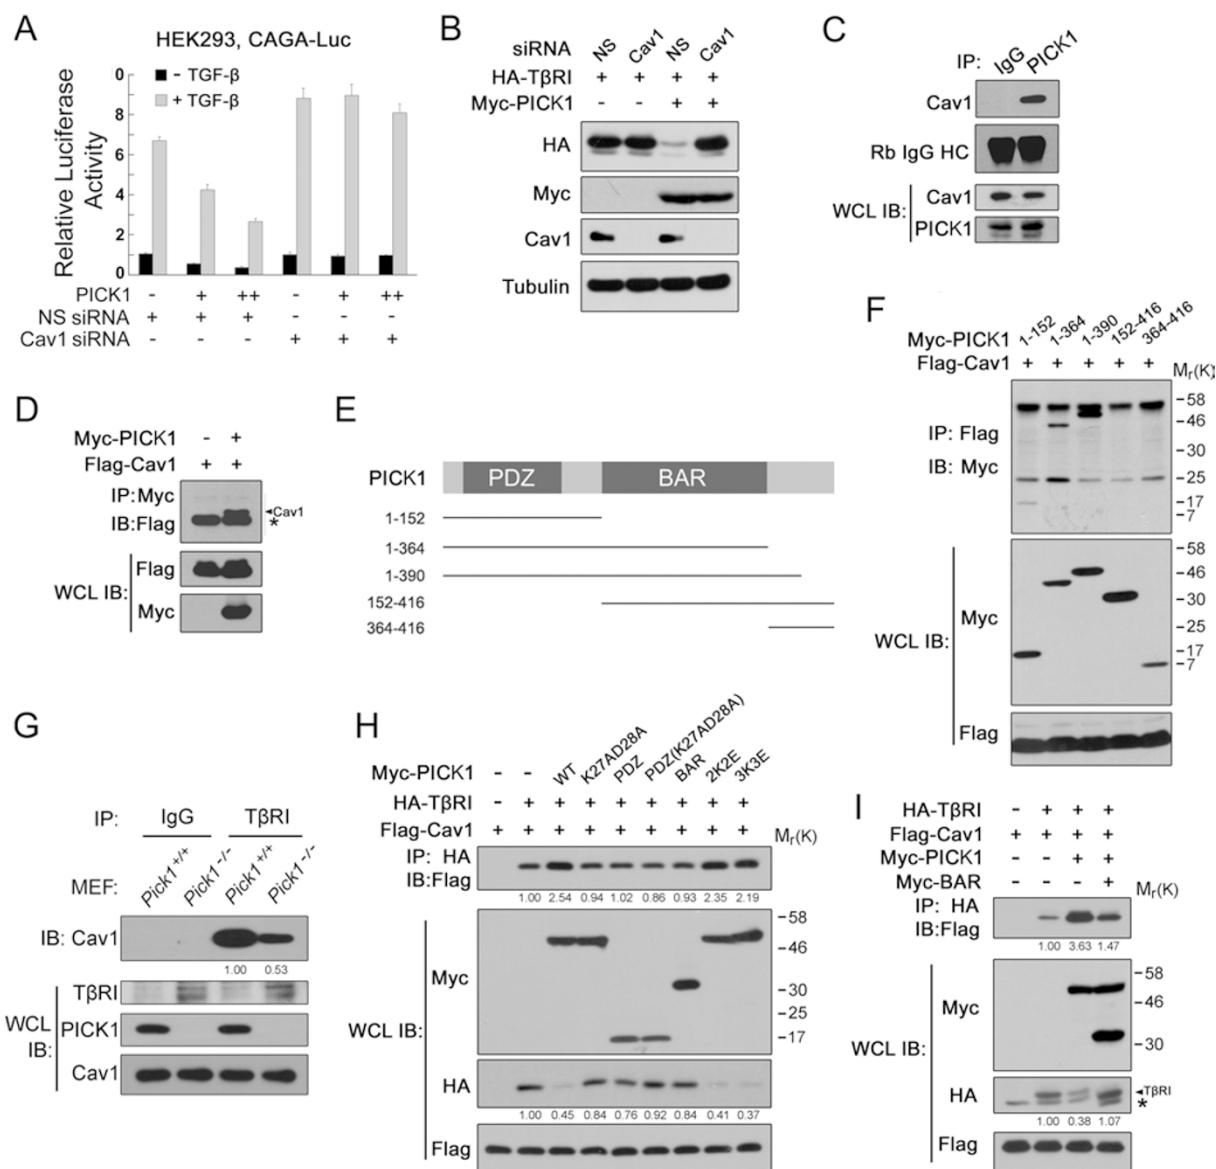 A
HEK293, CAGA-Luc
- TGF-β
+ TGF-β
Relative Luciferase
Activity
0
8
6
4
2
0
PICK1 - + ++ - + ++
NS siRNA + + + - - -
Cav1 siRNA - - - + + +
B
siRNA NS Cav1 NS Cav1
HA-TβRI + + + +
Myc-PICK1 - - + +
HA
Myc
Cav1
Tubulin
C
IP: IgG PICK1
Cav1
Rb IgG HC
WCL IB: Cav1
PICK1
D
Myc-PICK1 - +
Flag-Cav1 + +
IP:Myc
IB:Flag
◄Cav1
*
WCL IB: Flag
Myc
E
PICK1 PDZ BAR
1-152
1-364
1-390
152-416
364-416
F
Myc-PICK1 1-152 1-364 1-390 152-416 364-416
Flag-Cav1 + + + + +
Mr(K)
IP: Flag
IB: Myc
-58
-46
-30
-25
-17
-7
WCL IB: Myc
-58
-46
-30
-25
-17
-7
Flag
G
IP: IgG TβRI
MEF: Pick1+/+ Pick1-/- Pick1+/+ Pick1-/-
IB: Cav1
1.00 0.53
WCL IB: TβRI
PICK1
Cav1
H
Myc-PICK1 - - WT K27AD28A PDZ PDZ(K27AD28A) BAR 2K2E 3K3E
HA-TβRI - + + + + + + + +
Flag-Cav1 + + + + + + + + +
Mr(K)
IP: HA
IB:Flag
1.00 2.54 0.94 1.02 0.86 0.93 2.35 2.19
WCL IB: Myc
-58
-46
-30
-25
-17
HA
1.00 0.45 0.84 0.76 0.92 0.84 0.41 0.37
Flag
I
HA-TβRI - + + +
Flag-Cav1 + + + +
Myc-PICK1 - - + +
Myc-BAR - - - +
Mr(K)
IP: HA
IB:Flag
1.00 3.63 1.47
WCL IB: Myc
-58
-46
-30
HA
◄TβRI
*
1.00 0.38 1.07
Flag